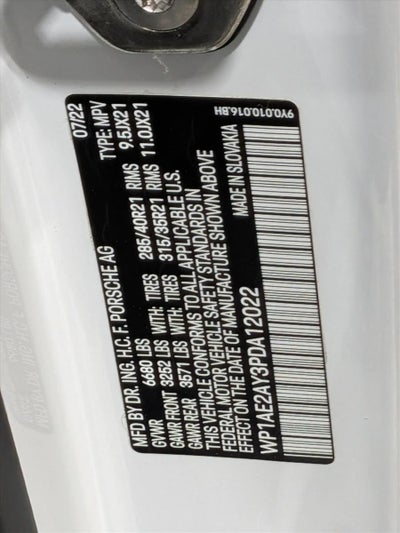 MFD BY DR. ING. H.C. F. PORSCHE AG 07/22
GVWR 6680 LBS TYPE: MPV
GAWR FRONT 3252 LBS WITH: TIRES 285/40R21 RIMS 9.5JX21
GAWR REAR 3571 LBS WITH: TIRES 315/35R21 RIMS 11.0JX21
THIS VEHICLE CONFORMS TO ALL APPLICABLE U.S.
FEDERAL MOTOR VEHICLE SAFETY STANDARDS IN
EFFECT ON THE DATE OF MANUFACTURE SHOWN ABOVE
WP1AE2AY3PDA12022 MADE IN SLOVAKIA
9Y0.010.016.BH